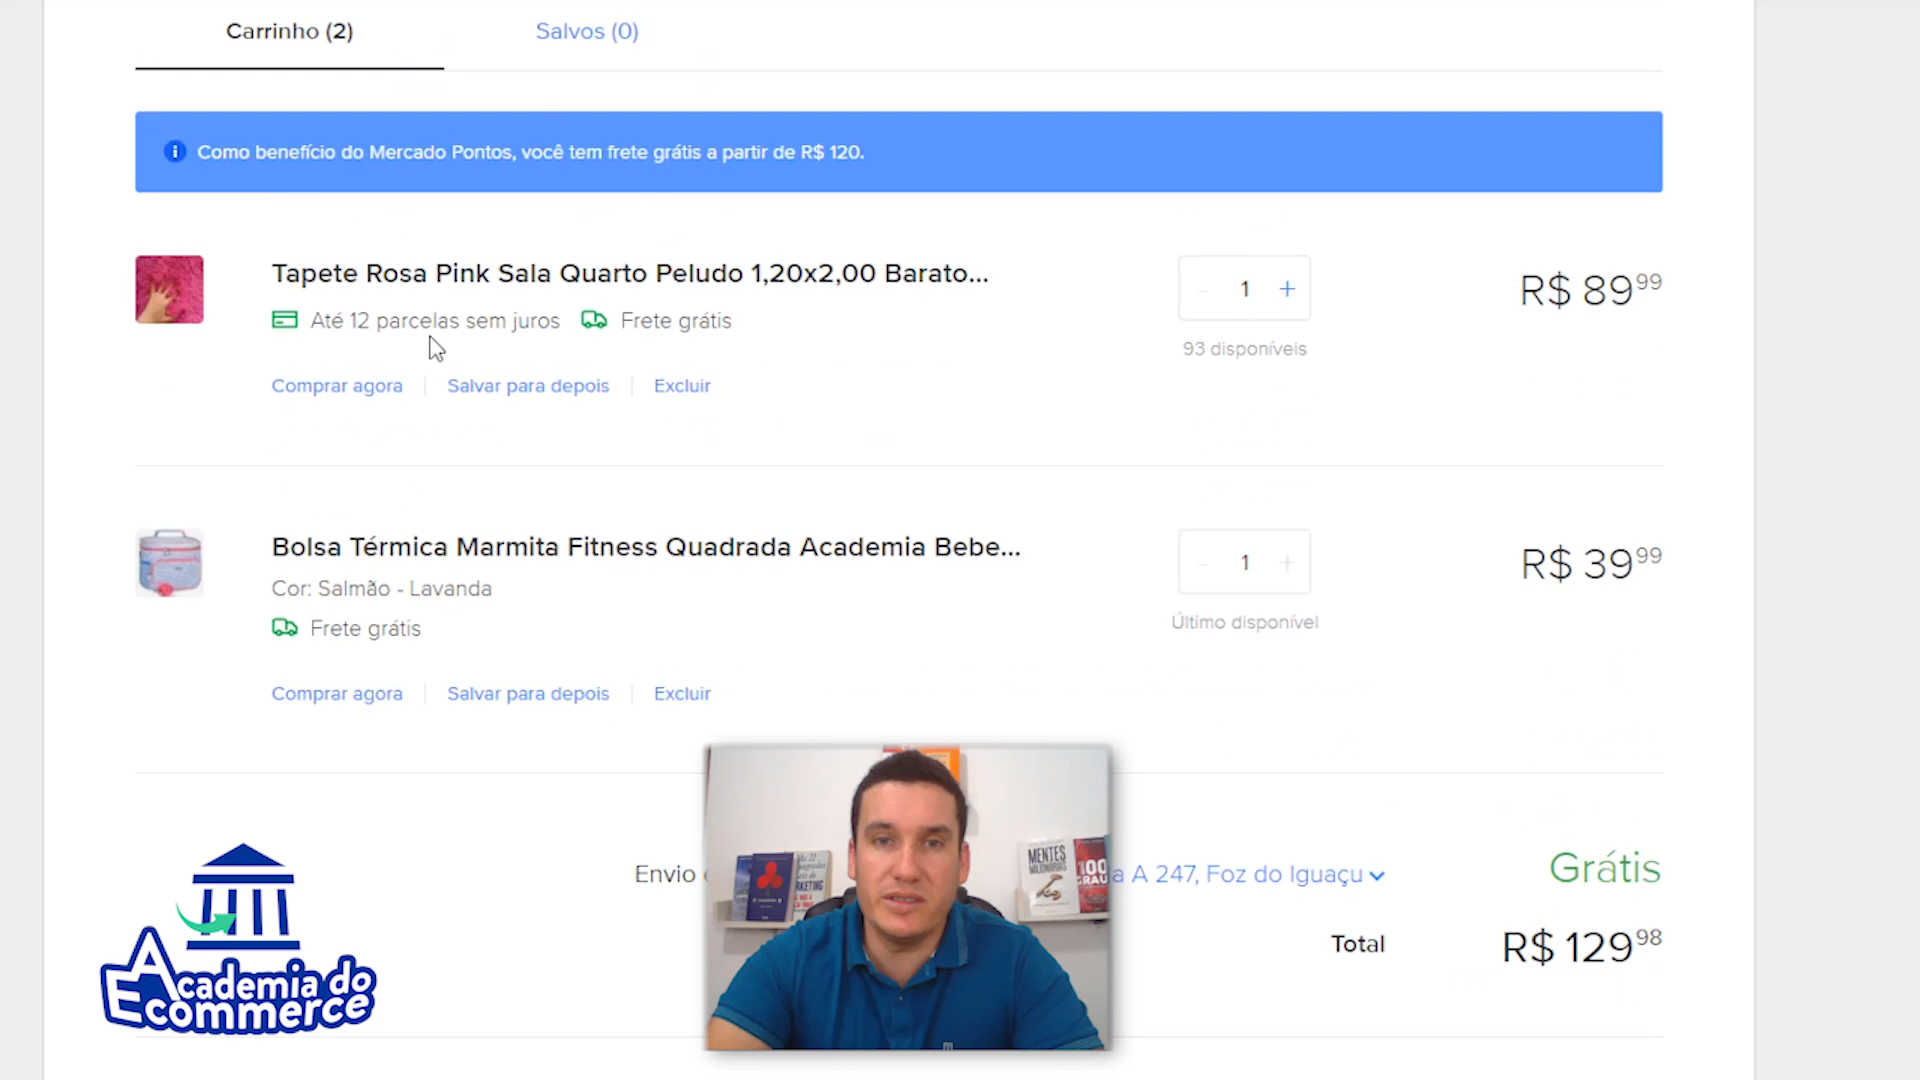 Carrinho (2)
Salvos (0)
Como benefício do Mercado Pontos, você tem frete grátis a partir de R$ 120.
Tapete Rosa Pink Sala Quarto Peludo 1,20x2,00 Barato...
- 1 +
R$ 89 99
Até 12 parcelas sem juros
Frete grátis
93 disponíveis
Comprar agora
Salvar para depois
Excluir
Bolsa Térmica Marmita Fitness Quadrada Academia Bebe...
- 1 +
R$ 39 99
Cor: Salmão - Lavanda
Frete grátis
Último disponível
Comprar agora
Salvar para depois
Excluir
Envio
a A 247, Foz do Iguaçu
Grátis
MENTES
100
GRAU
MARKETING
Total
R$ 129 98
Academia do
Ecommerce